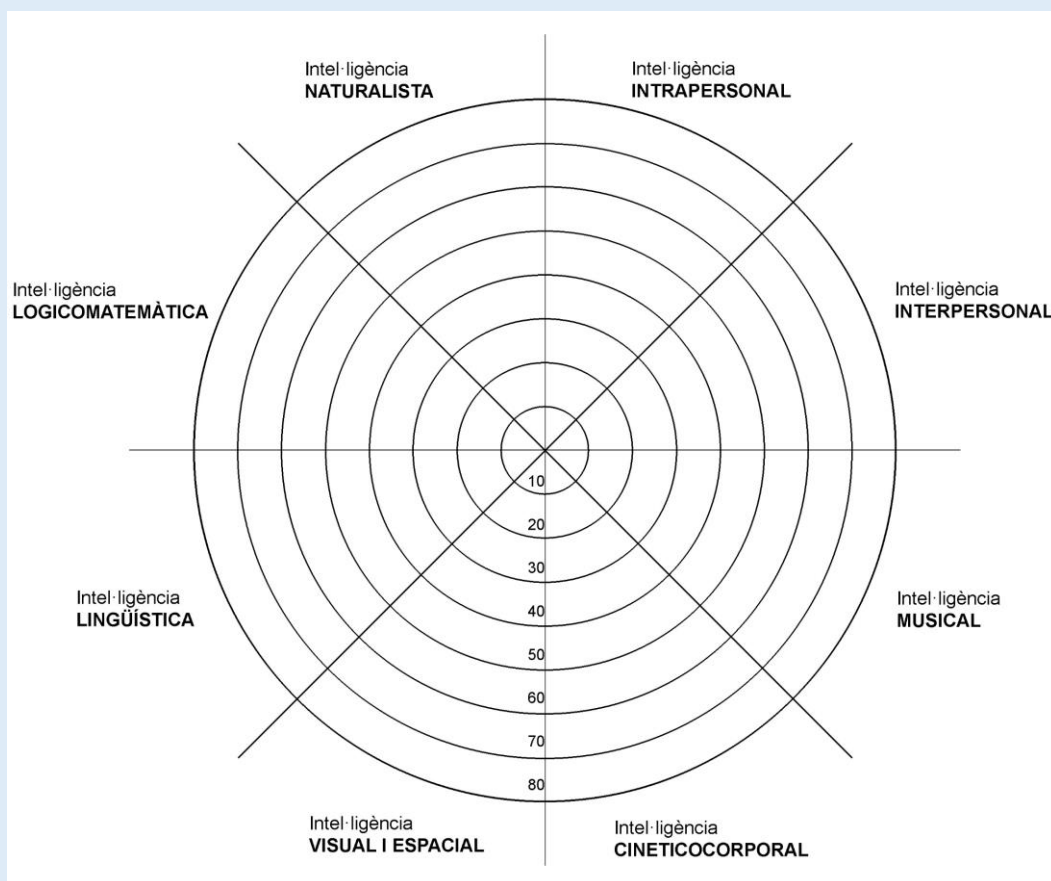 Intel·ligència
NATURALISTA
Intel·ligència
INTRAPERSONAL
Intel·ligència
LOGICOMATEMÀTICA
Intel·ligència
INTERPERSONAL
10
20
30
40
50
60
70
80
Intel·ligència
LINGÜÍSTICA
Intel·ligència
MUSICAL
Intel·ligència
VISUAL I ESPACIAL
Intel·ligència
CINETICOCORPORAL